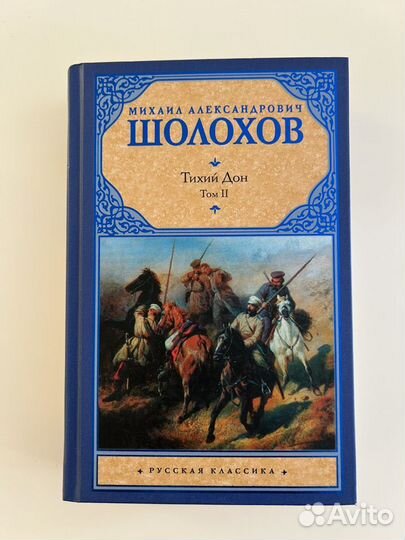 МИХАИЛ АЛЕКСАНДРОВИЧ
ШОЛОХОВ
Тихий Дон
Том II
РУССКАЯ КЛАССИКА
Avito